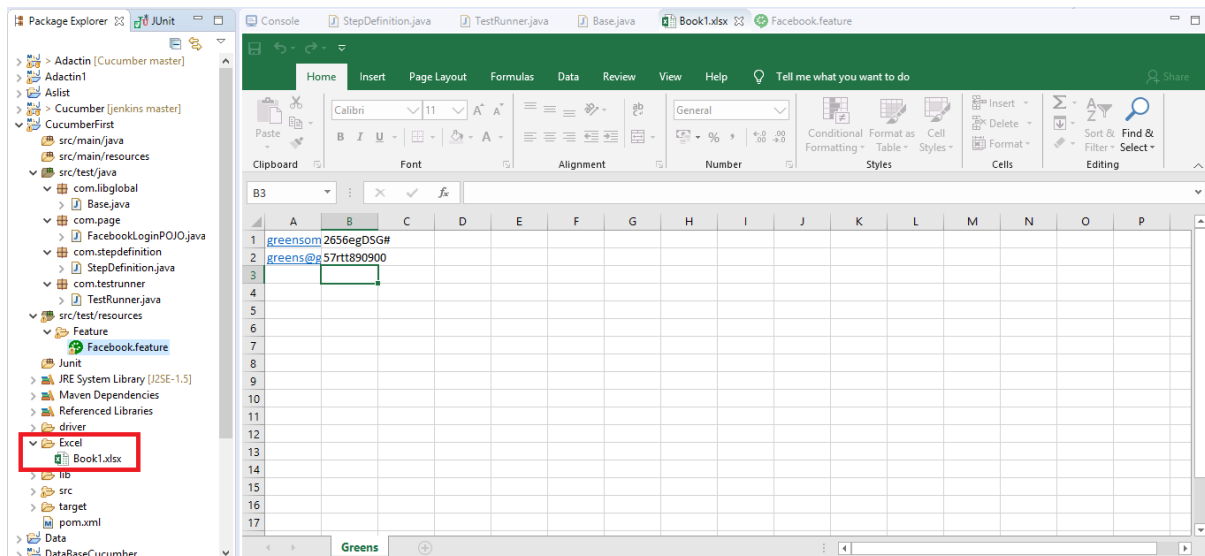 Package Explorer JUnit
> Adactin [Cucumber master]
Adactin1
Aslist
> Cucumber [jenkins master]
CucumberFirst
src/main/java
src/main/resources
src/test/java
com.libglobal
Base.java
com.page
FacebookLoginPOJO.java
com.stepdefinition
StepDefinition.java
com.testrunner
TestRunner.java
src/test/resources
Feature
Facebook.feature
Junit
JRE System Library [J2SE-1.5]
Maven Dependencies
Referenced Libraries
driver
Excel
Book1.xlsx
lib
src
target
pom.xml
Data
DataBaseCucumber
Console StepDefinition.java TestRunner.java Base.java Book1.xlsx Facebook.feature
Home Insert Page Layout Formulas Data Review View Help Tell me what you want to do Share
Paste
Clipboard
Calibri 11
B I U
Font
Alignment
General
Number
Conditional Formatting Format as Table Cell Styles
Styles
Insert
Delete
Format
Cells
Sort & Filter Find & Select
Editing
B3 fx
A B C D E F G H I J K L M N O P
1 greensom 2656egDSG#
2 greens@g 57rtt890900
3
4
5
6
7
8
9
10
11
12
13
14
15
16
17
Greens